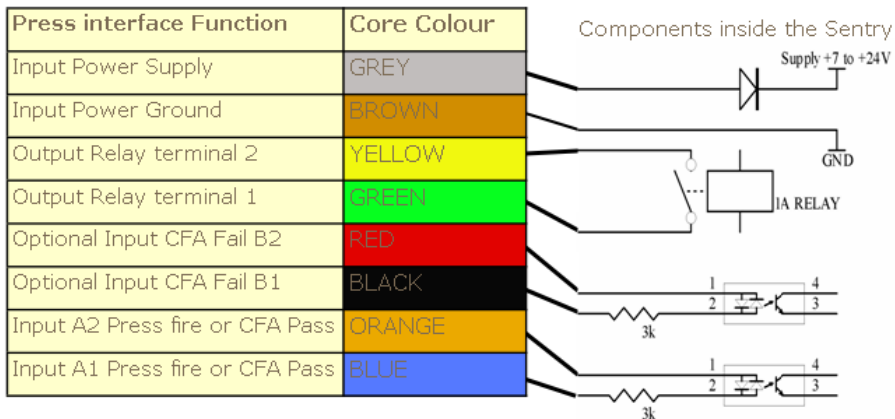 Press interface Function Core Colour
Components inside the Sentry
Input Power Supply GREY
Supply +7 to +24V
Input Power Ground BROWN
Output Relay terminal 2 YELLOW
GND
Output Relay terminal 1 GREEN
1A RELAY
Optional Input CFA Fail B2 RED
Optional Input CFA Fail B1 BLACK
1 4
2 3
3k
Input A2 Press fire or CFA Pass ORANGE
Input A1 Press fire or CFA Pass BLUE
1 4
2 3
3k